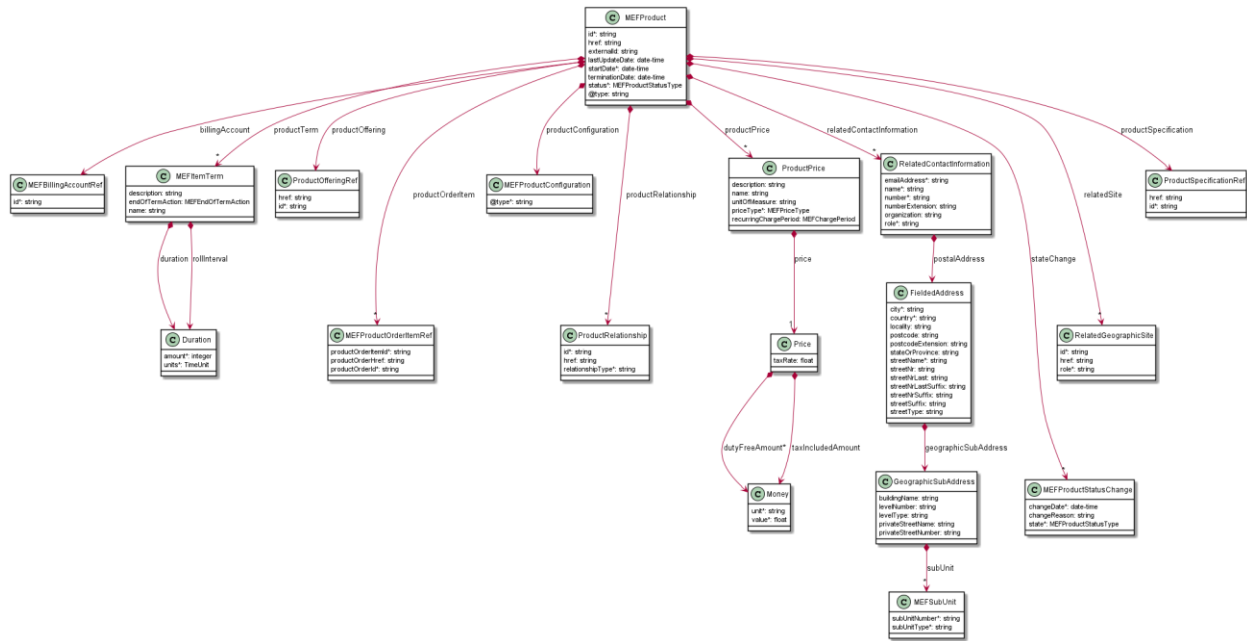 C MEFProduct
id*: string
href: string
externalId: string
lastUpdateDate: date-time
startDate*: date-time
terminationDate: date-time
status*: MEFProductStatusType
@type: string
billingAccount
productTerm
productOffering
productOrderItem
productConfiguration
productRelationship
productPrice
relatedContactInformation
stateChange
relatedSite
productSpecification
*
*
*
*
*
*
*
C MEFBillingAccountRef
id*: string
C MEFItemTerm
description: string
endOfTermAction: MEFEndOfTermAction
name: string
C ProductOfferingRef
href: string
id*: string
C MEFProductConfiguration
@type*: string
C ProductPrice
description: string
name: string
unitOfMeasure: string
priceType*: MEFPriceType
recurringChargePeriod: MEFChargePeriod
C RelatedContactInformation
emailAddress*: string
name*: string
number*: string
numberExtension: string
organization: string
role*: string
C ProductSpecificationRef
href: string
id*: string
duration
rollInterval
price
1
postalAddress
C Duration
amount*: integer
units*: TimeUnit
C MEFProductOrderItemRef
productOrderItemId*: string
productOrderHref: string
productOrderId*: string
C ProductRelationship
id*: string
href: string
relationshipType*: string
C Price
taxRate: float
C FieldedAddress
city*: string
country*: string
locality: string
postcode: string
postcodeExtension: string
stateOrProvince: string
streetName*: string
streetNr: string
streetNrLast: string
streetNrLastSuffix: string
streetNrSuffix: string
streetSuffix: string
streetType: string
C RelatedGeographicSite
id*: string
href: string
role*: string
dutyFreeAmount*
taxIncludedAmount
geographicSubAddress
C Money
unit*: string
value*: float
C GeographicSubAddress
buildingName: string
levelNumber: string
levelType: string
privateStreetName: string
privateStreetNumber: string
C MEFProductStatusChange
changeDate*: date-time
changeReason: string
state*: MEFProductStatusType
subUnit
*
C MEFSubUnit
subUnitNumber*: string
subUnitType*: string